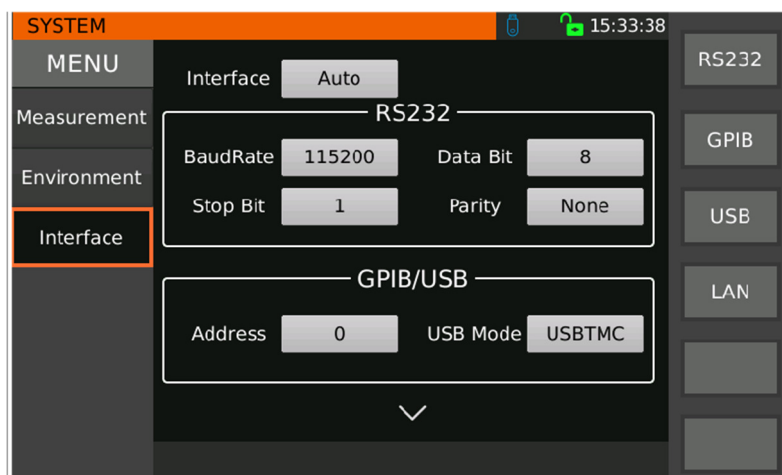 SYSTEM 15:33:38
MENU
Measurement
Environment
Interface
Interface Auto
RS232
BaudRate 115200 Data Bit 8
Stop Bit 1 Parity None
GPIB/USB
Address 0 USB Mode USBTMC
RS232
GPIB
USB
LAN